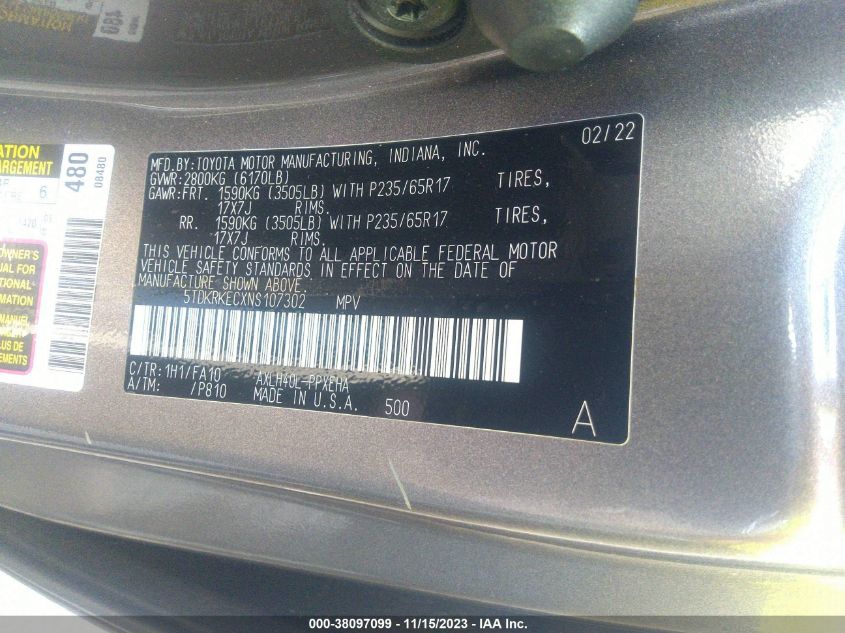 02/22
MFD.BY:TOYOTA MOTOR MANUFACTURING, INDIANA, INC.
GVWR:2800KG (6170LB)
GAWR:FRT. 1590KG (3505LB) WITH P235/65R17 TIRES,
17X7J RIMS.
RR. 1590KG (3505LB) WITH P235/65R17 TIRES,
17X7J RIMS.
THIS VEHICLE CONFORMS TO ALL APPLICABLE FEDERAL MOTOR
VEHICLE SAFETY STANDARDS IN EFFECT ON THE DATE OF
MANUFACTURE SHOWN ABOVE.
5TDKRKECXNS107302 MPV
C/TR:1H1/FA10 AXLH40L-PPXEHA
A/TM: /P810 MADE IN U.S.A. 500
A
480
08480
6
000-38097099 - 11/15/2023 - IAAI Inc.